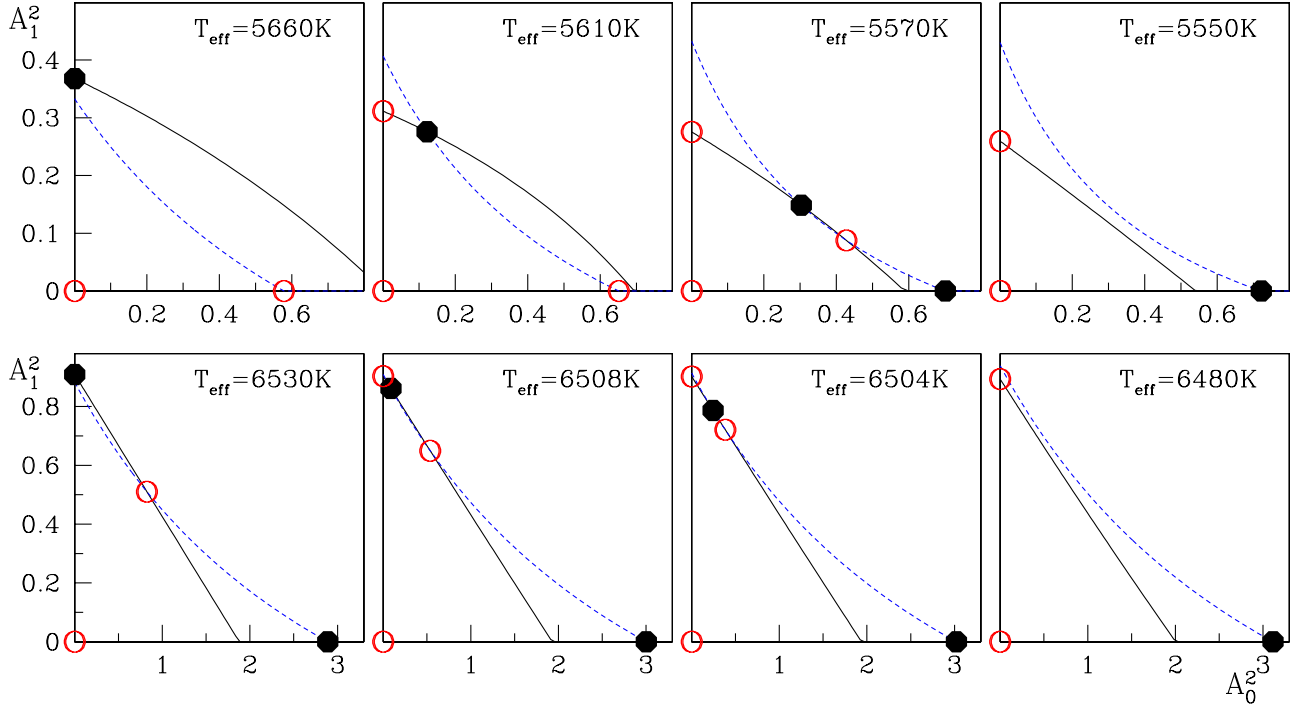 A₁² T_eff=5660K T_eff=5610K T_eff=5570K T_eff=5550K
0.4
0.3
0.2
0.1
0
0.2 0.4 0.6 0.2 0.4 0.6 0.2 0.4 0.6 0.2 0.4 0.6
A₁² T_eff=6530K T_eff=6508K T_eff=6504K T_eff=6480K
0.8
0.6
0.4
0.2
0
1 2 3 1 2 3 1 2 3 1 2 3
A₀²